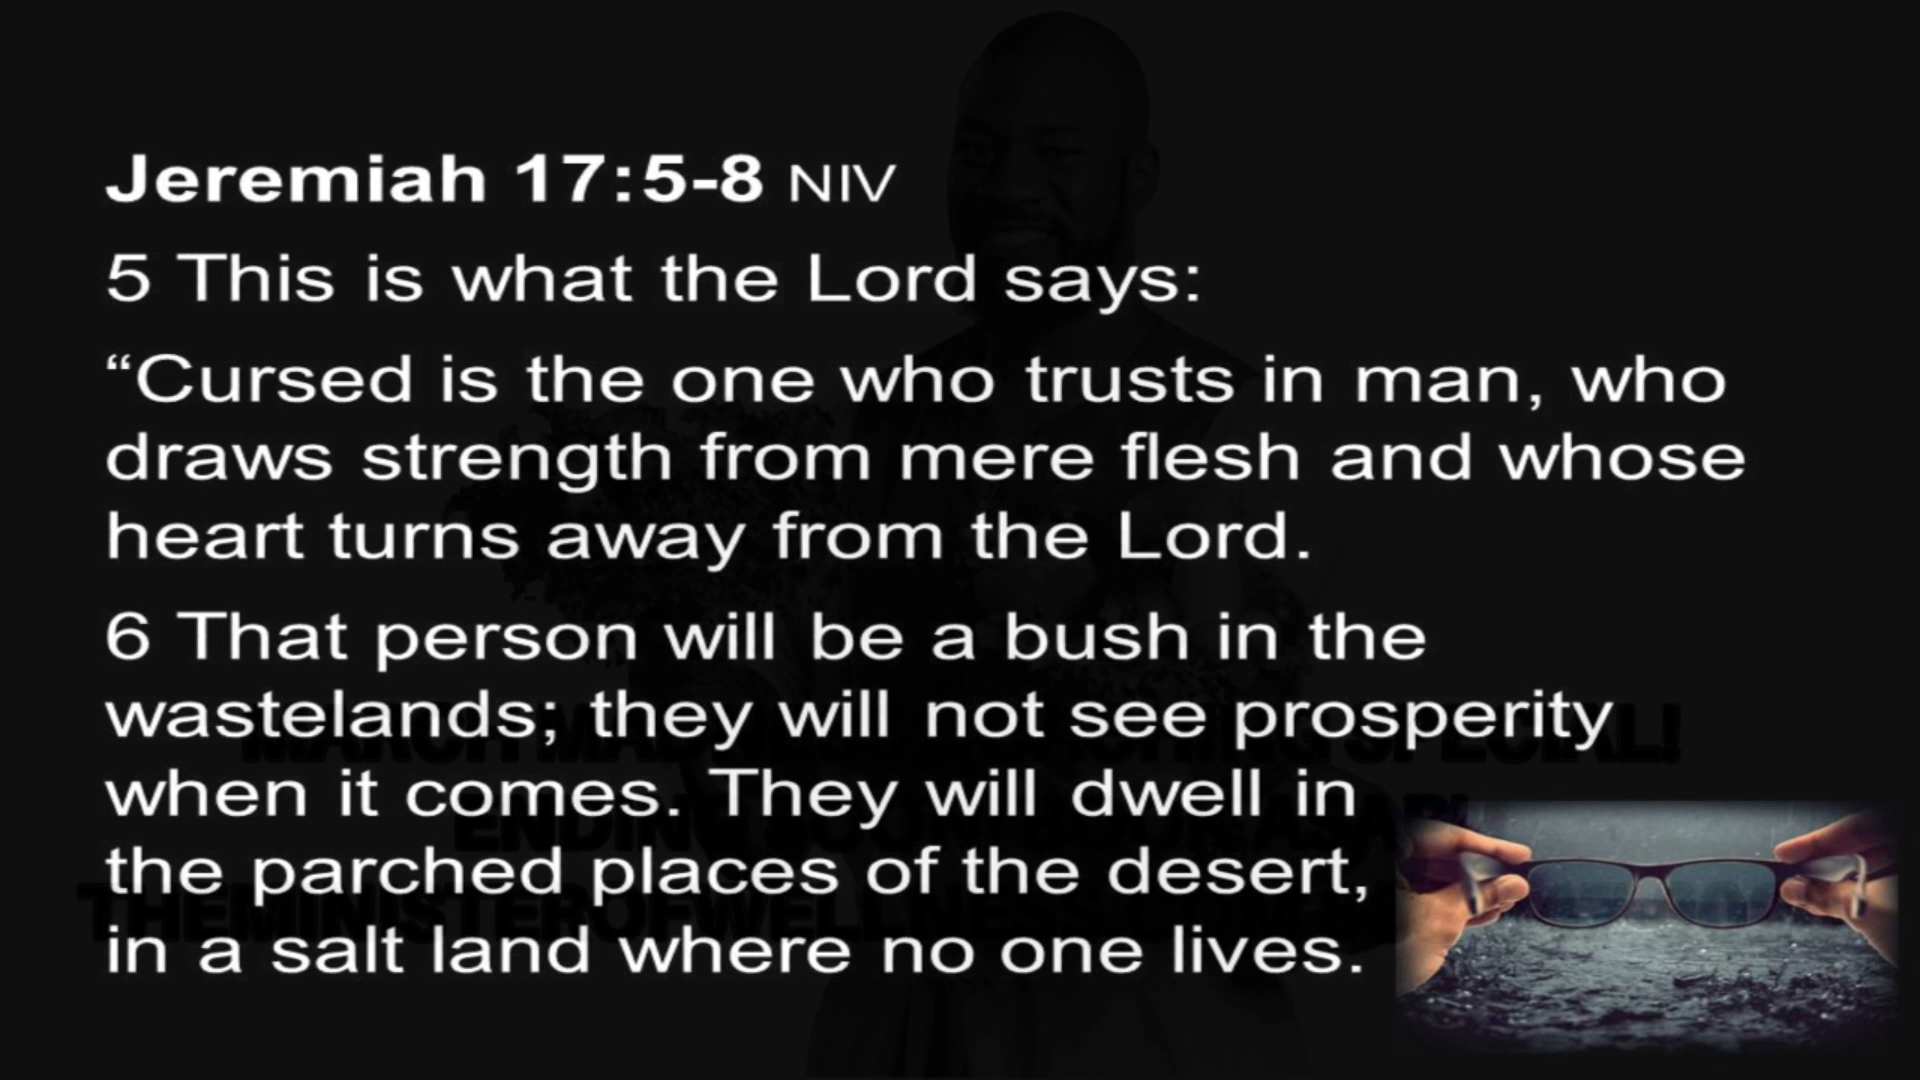 Jeremiah 17:5-8 NIV
5 This is what the Lord says:
“Cursed is the one who trusts in man, who
draws strength from mere flesh and whose
heart turns away from the Lord.
6 That person will be a bush in the
wastelands; they will not see prosperity
when it comes. They will dwell in
the parched places of the desert,
in a salt land where no one lives.